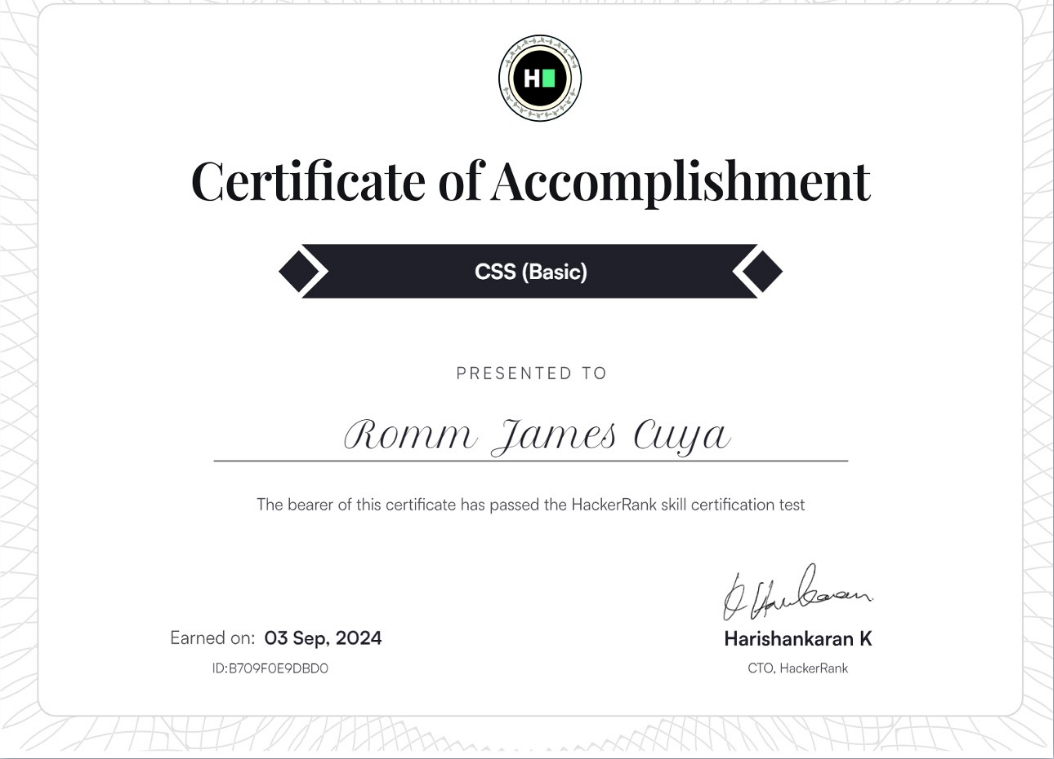 H
Certificate of Accomplishment
CSS (Basic)
PRESENTED TO
Romm James Cuya
The bearer of this certificate has passed the HackerRank skill certification test
Earned on: 03 Sep, 2024
ID:B709F0E9DBD0
Harishankaran K
CTO, HackerRank